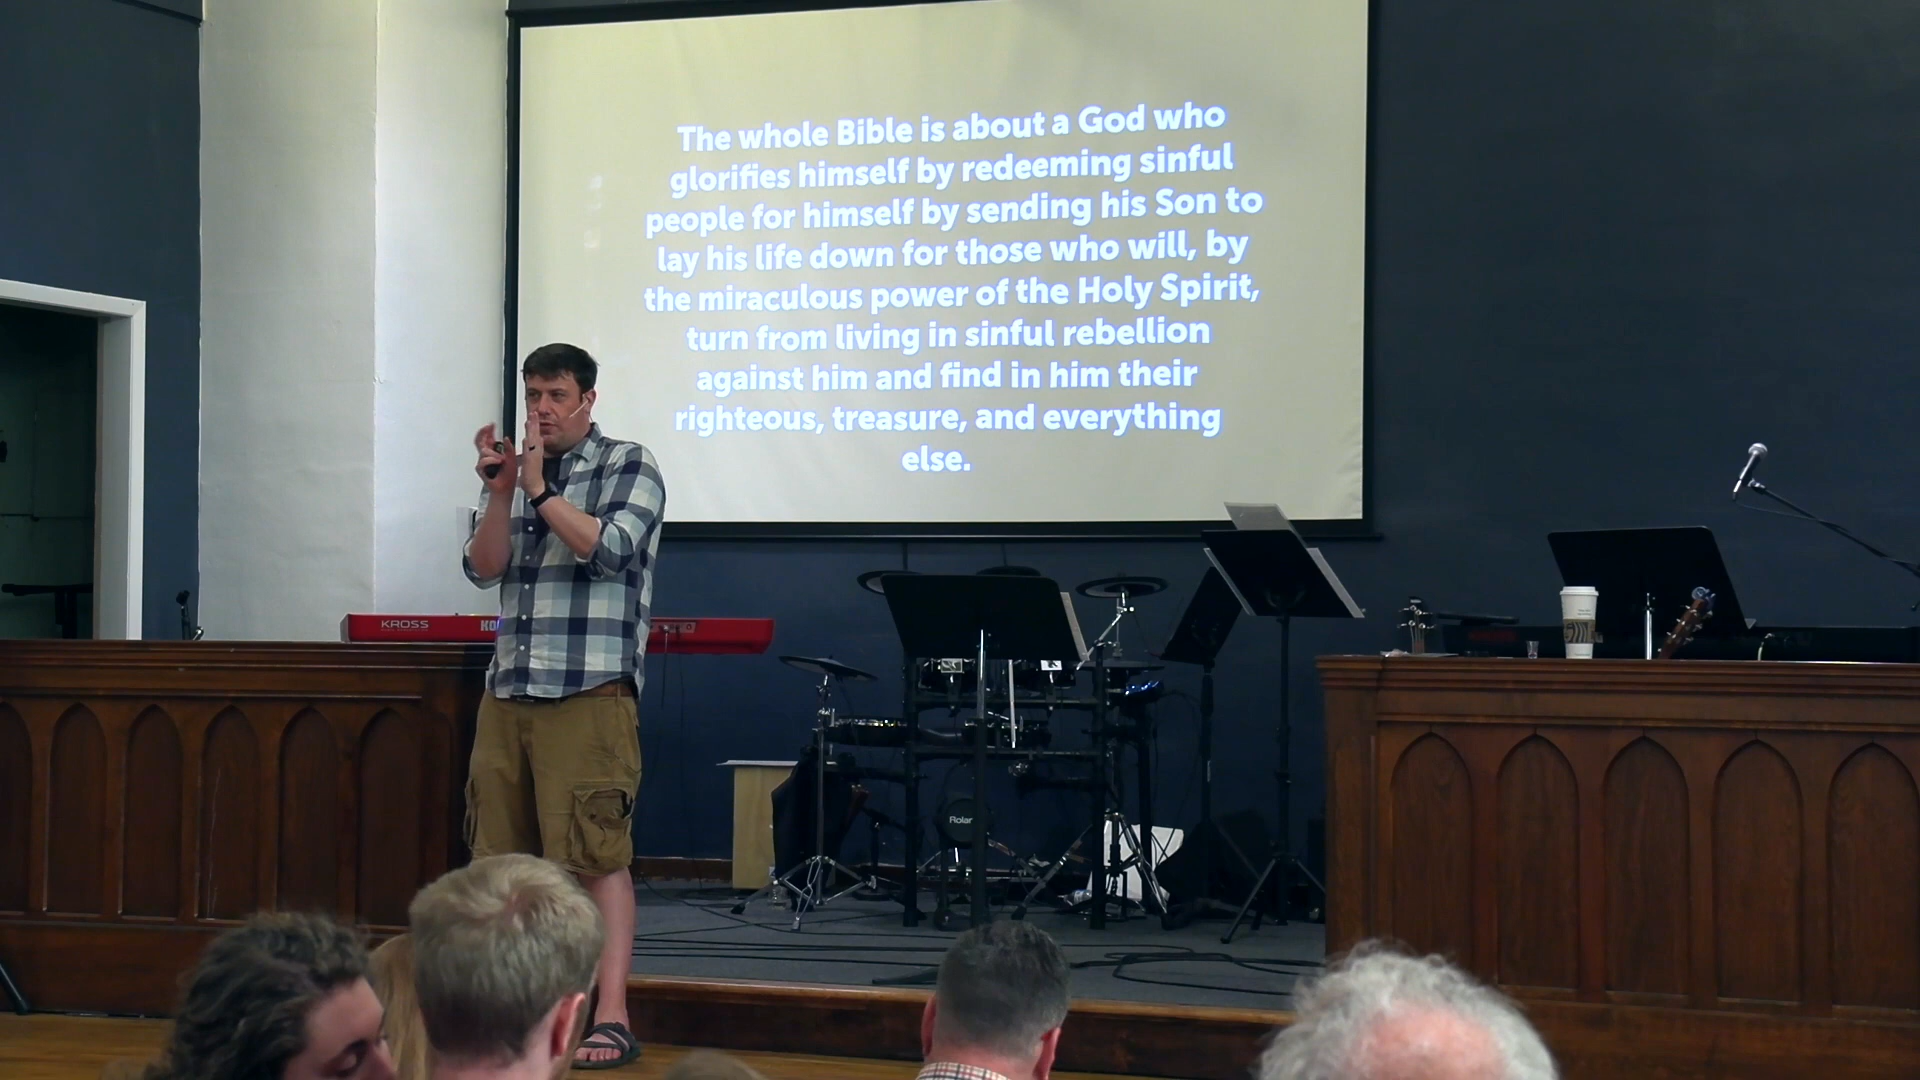 The whole Bible is about a God who
glorifies himself by redeeming sinful
people for himself by sending his Son to
lay his life down for those who will, by
the miraculous power of the Holy Spirit,
turn from living in sinful rebellion
against him and find in him their
righteous, treasure, and everything
else.
KROSS
Roland